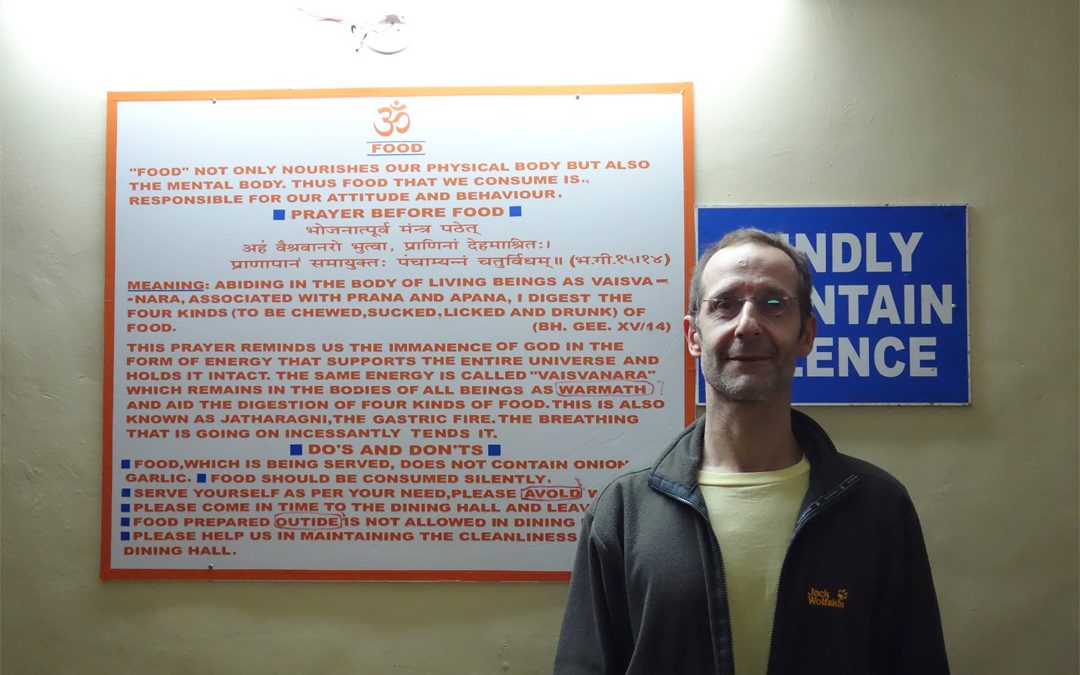 ॐ
FOOD
"FOOD" NOT ONLY NOURISHES OUR PHYSICAL BODY BUT ALSO
THE MENTAL BODY. THUS FOOD THAT WE CONSUME IS..
RESPONSIBLE FOR OUR ATTITUDE AND BEHAVIOUR.
PRAYER BEFORE FOOD
भोजनात्पूर्व मंन्त्र पठेत्
अहं वैश्रवानरो भुत्वा, प्राणिनां देहमाश्रितः।
प्राणापानं समायुक्तः पंचाम्यन्नं चतुर्विधम्॥ (भ.गी.१५।१४)
MEANING: ABIDING IN THE BODY OF LIVING BEINGS AS VAISVA-
-NARA, ASSOCIATED WITH PRANA AND APANA, I DIGEST THE
FOUR KINDS (TO BE CHEWED,SUCKED,LICKED AND DRUNK) OF
FOOD. (BH. GEE. XV/14)
THIS PRAYER REMINDS US THE IMMANENCE OF GOD IN THE
FORM OF ENERGY THAT SUPPORTS THE ENTIRE UNIVERSE AND
HOLDS IT INTACT. THE SAME ENERGY IS CALLED "VAISVANARA"
WHICH REMAINS IN THE BODIES OF ALL BEINGS AS WARMATH
AND AID THE DIGESTION OF FOUR KINDS OF FOOD.THIS IS ALSO
KNOWN AS JATHARAGNI,THE GASTRIC FIRE. THE BREATHING
THAT IS GOING ON INCESSANTLY TENDS IT.
DO'S AND DON'TS
FOOD,WHICH IS BEING SERVED, DOES NOT CONTAIN ONION
GARLIC. FOOD SHOULD BE CONSUMED SILENTLY.
SERVE YOURSELF AS PER YOUR NEED,PLEASE AVOLD W
PLEASE COME IN TIME TO THE DINING HALL AND LEAV
FOOD PREPARED OUTIDE IS NOT ALLOWED IN DINING
PLEASE HELP US IN MAINTAINING THE CLEANLINESS
DINING HALL.
INDLY
NTAIN
LENCE
Jack
Wolfskin